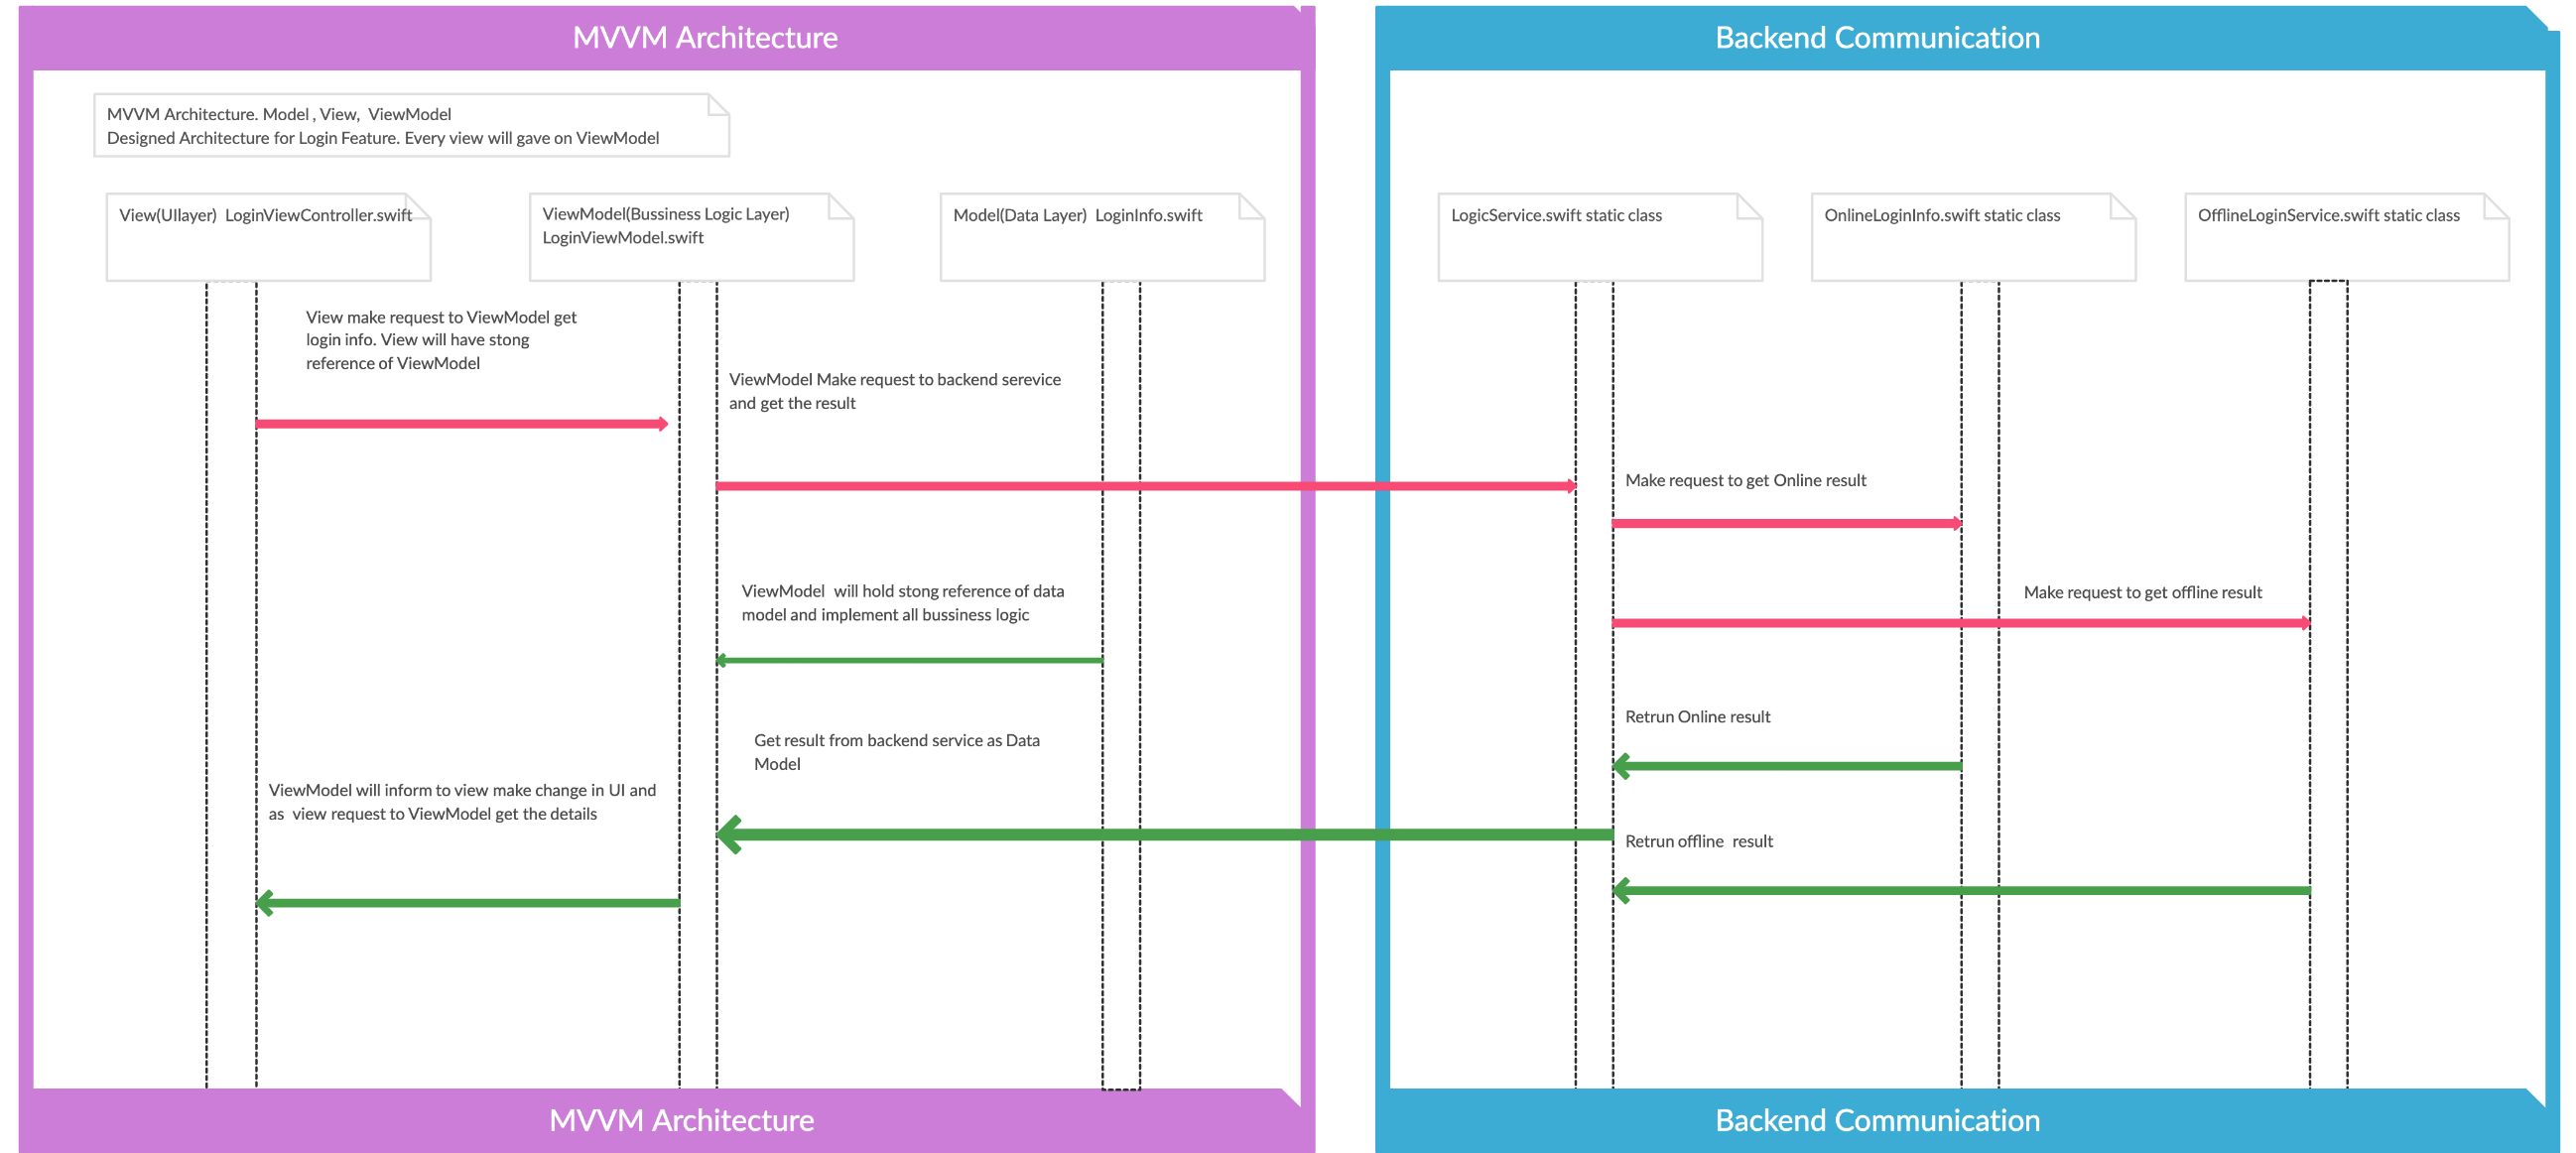 MVVM Architecture
Backend Communication
MVVM Architecture. Model , View,  ViewModel
Designed Architecture for Login Feature. Every view will gave on ViewModel
View(UIlayer)  LoginViewController.swift
ViewModel(Bussiness Logic Layer)
LoginViewModel.swift
Model(Data Layer)  LoginInfo.swift
LogicService.swift static class
OnlineLoginInfo.swift static class
OfflineLoginService.swift static class
View make request to ViewModel get
login info. View will have stong
reference of ViewModel
ViewModel Make request to backend serevice
and get the result
Make request to get Online result
ViewModel  will hold stong reference of data
model and implement all bussiness logic
Make request to get offline result
Retrun Online result
Get result from backend service as Data
Model
ViewModel will inform to view make change in UI and
as  view request to ViewModel get the details
Retrun offline  result
MVVM Architecture
Backend Communication